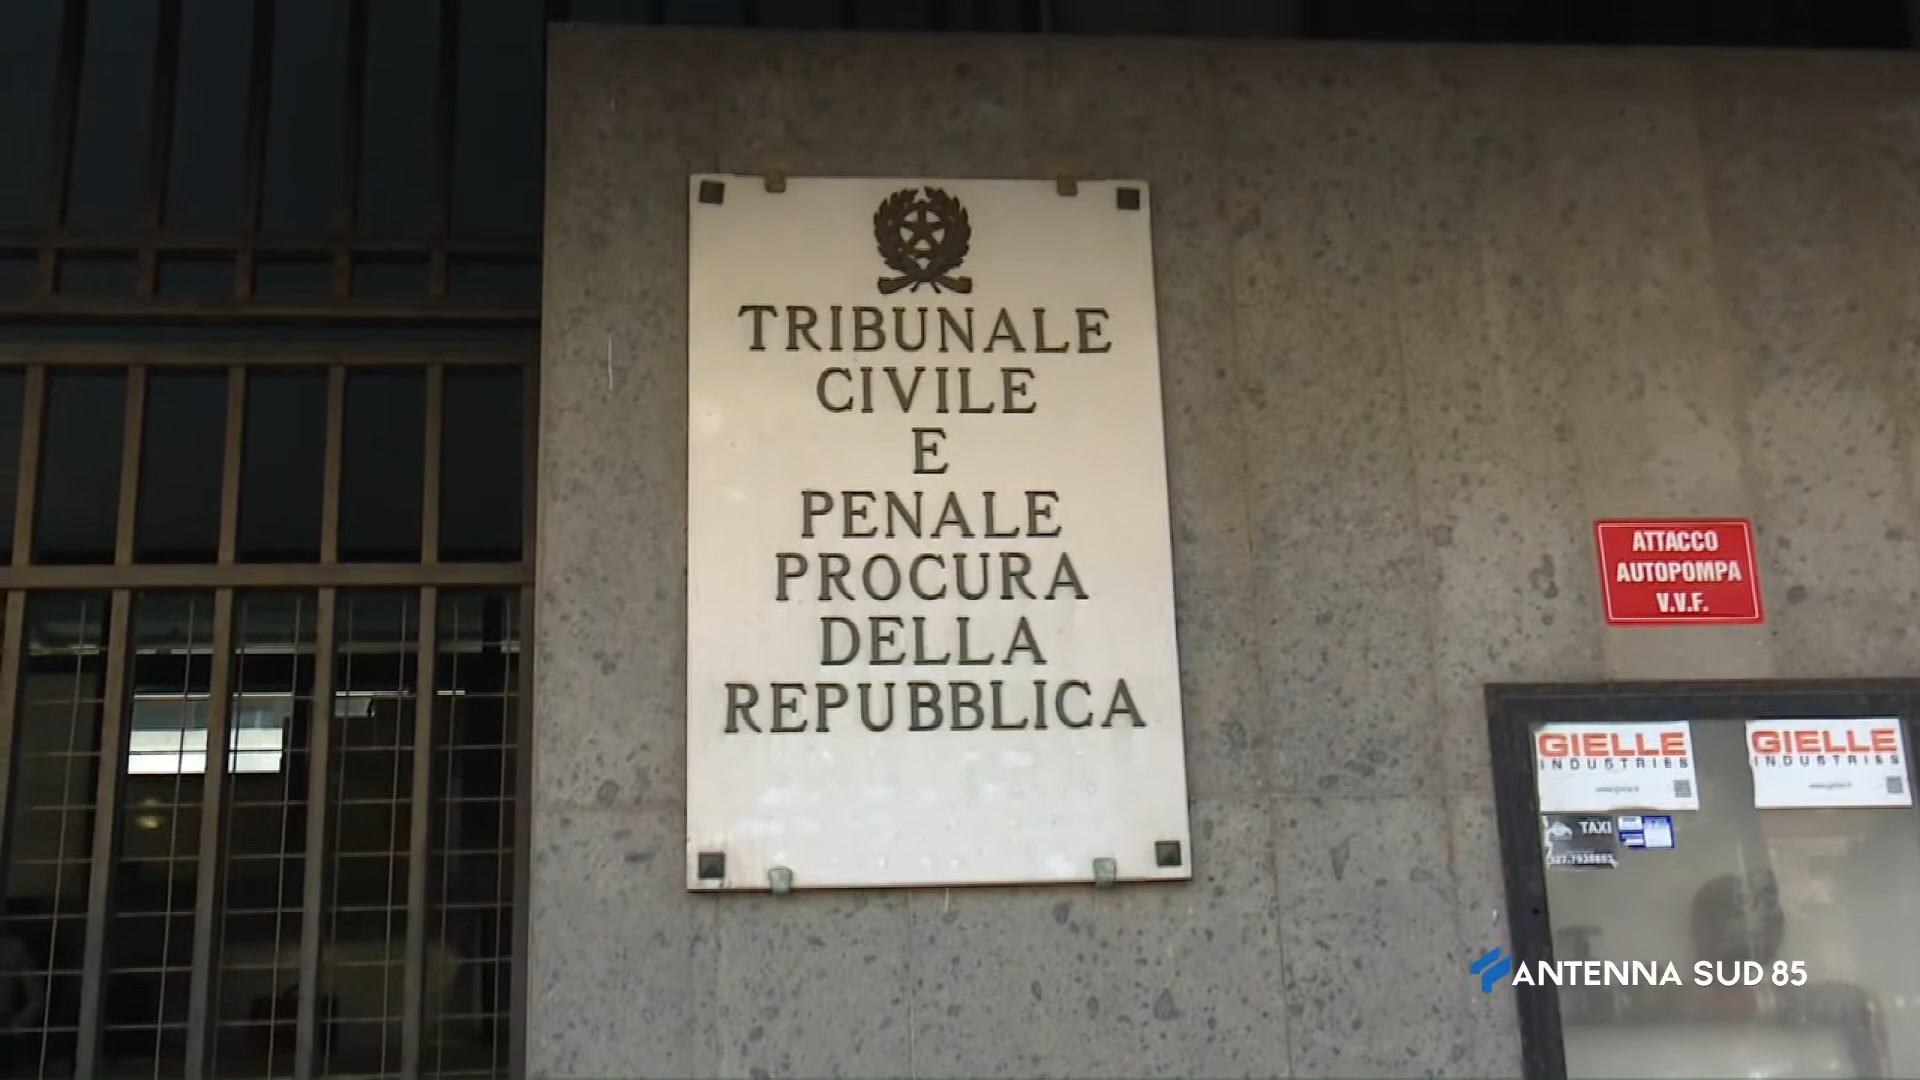 TRIBUNALE
CIVILE
E
PENALE
PROCURA
DELLA
REPUBBLICA
ATTACCO
AUTOPOMPA
V.V.F.
GIELLE
INDUSTRIES
GIELLE
INDUSTRIES
TAXI
ANTENNA SUD 85